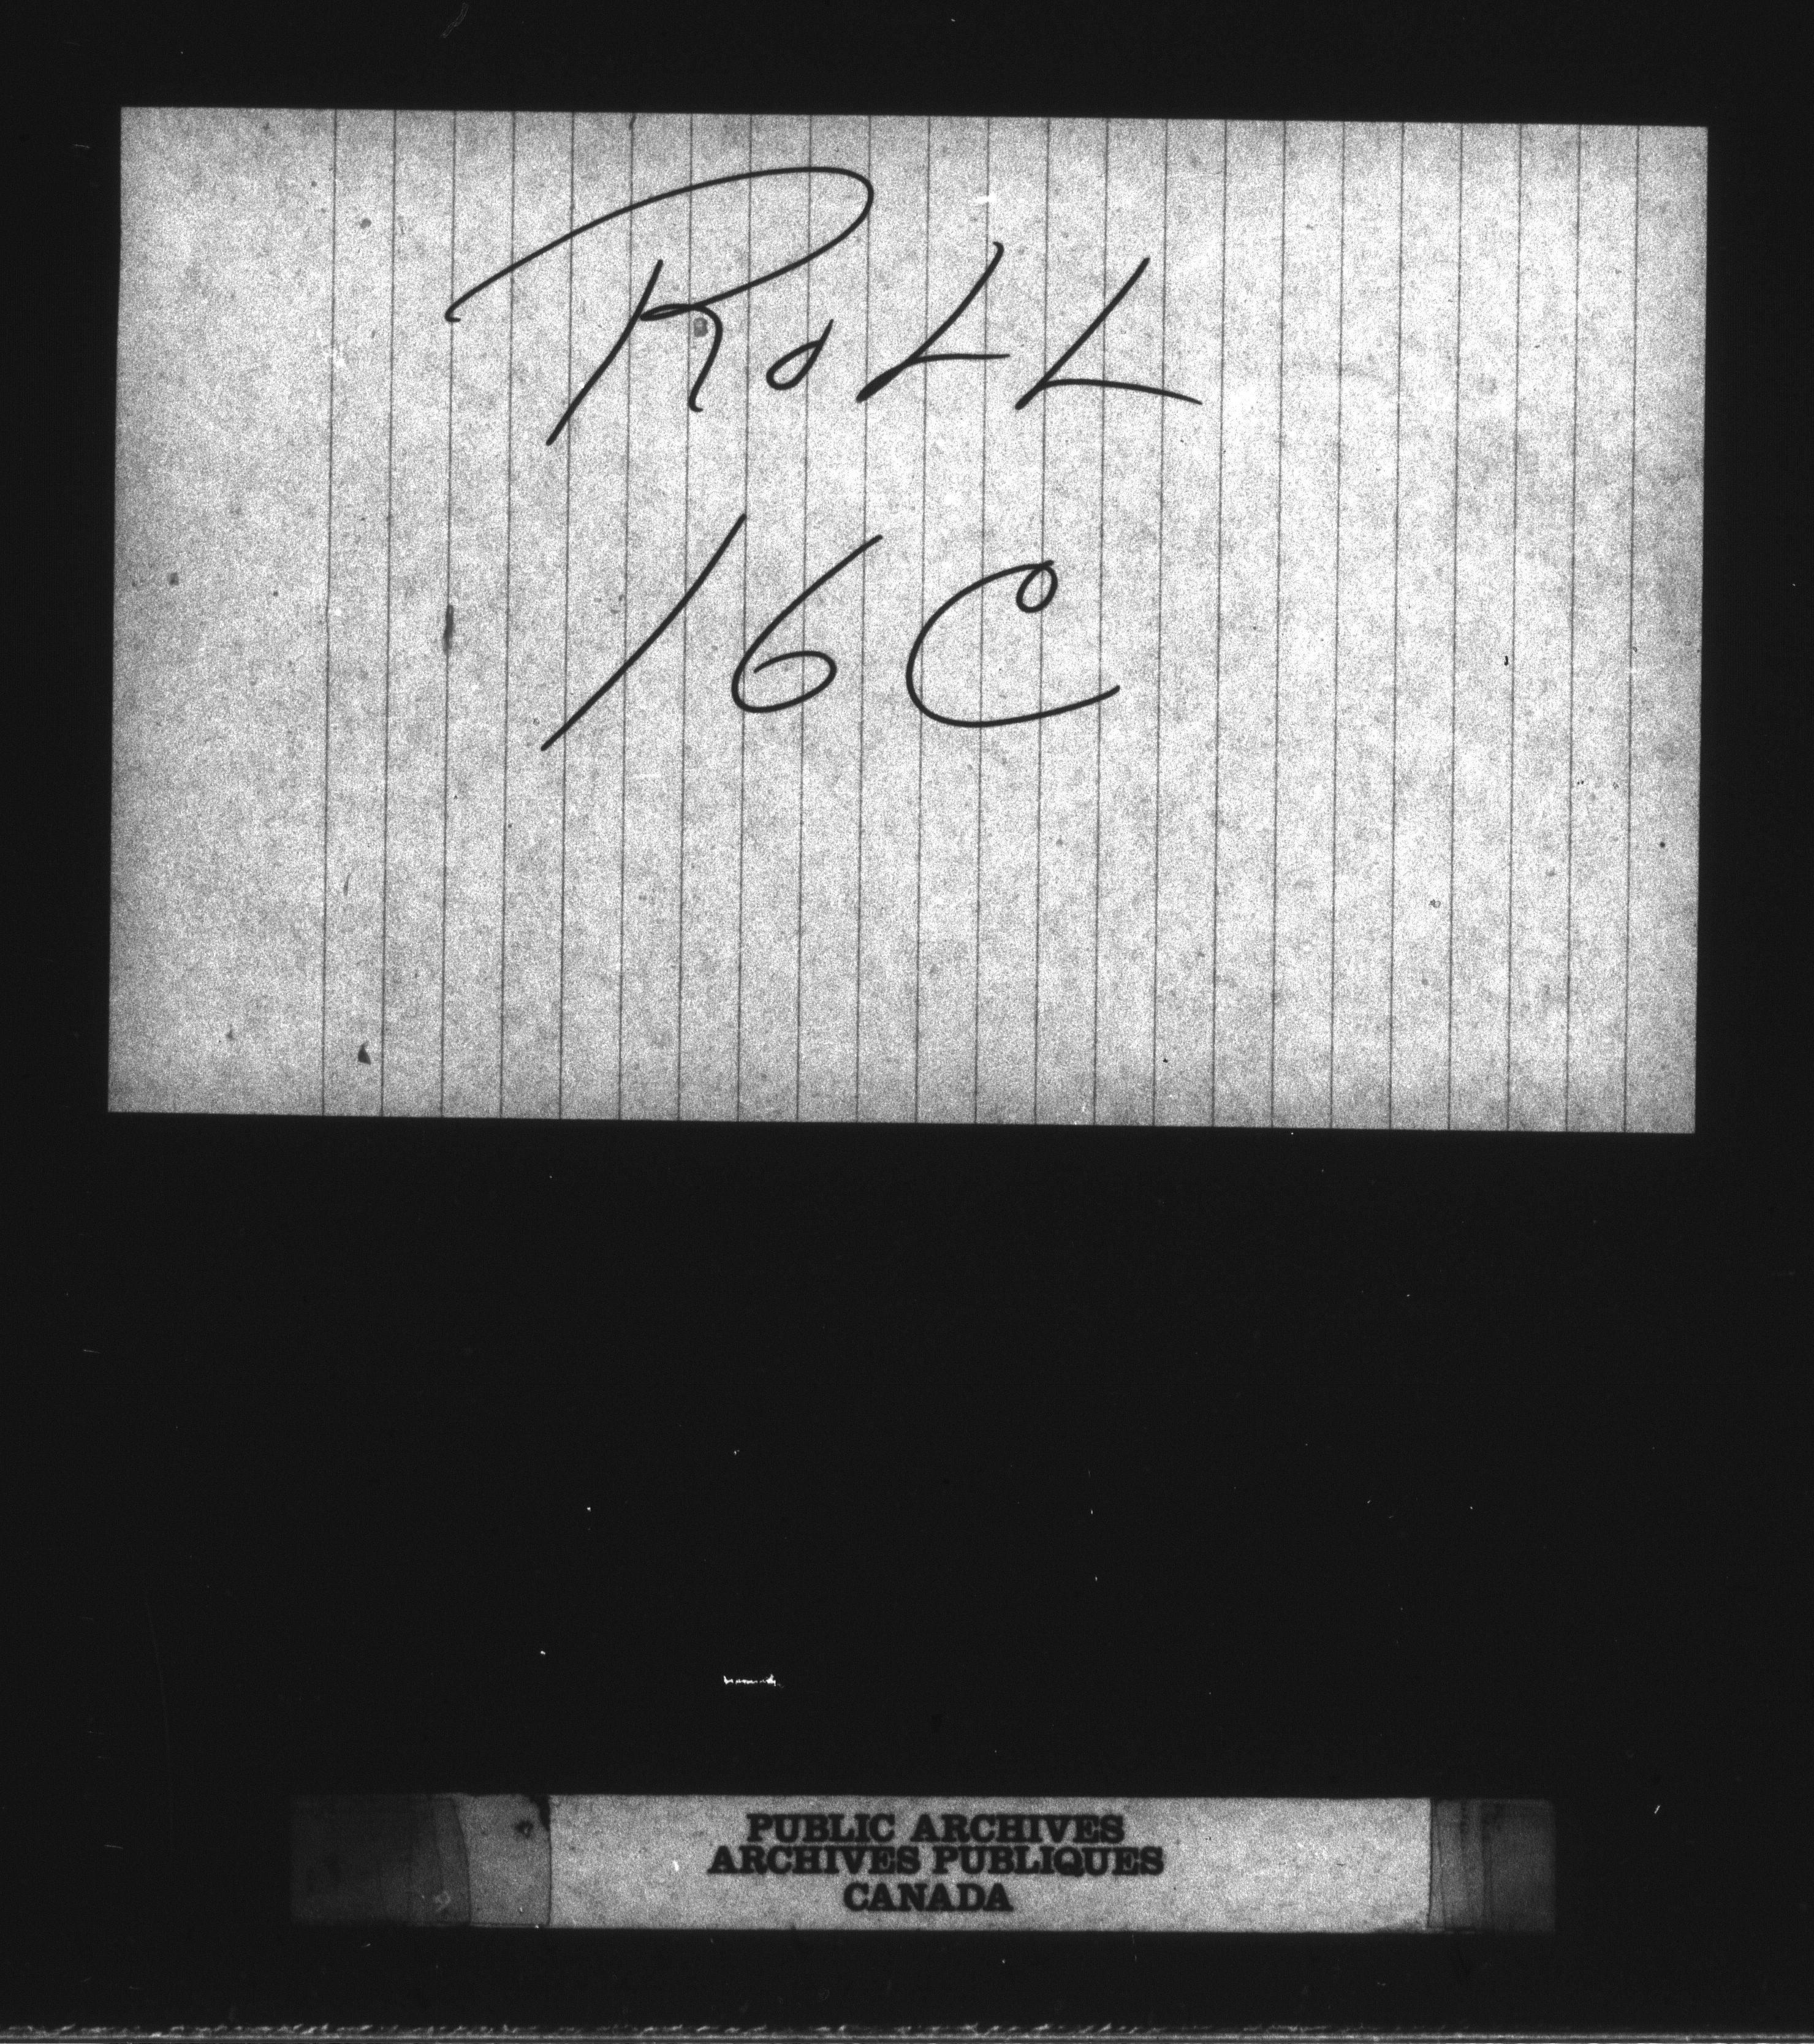 RoLL
16C
PUBLIC ARCHIVES
ARCHIVES PUBLIQUES
CANADA